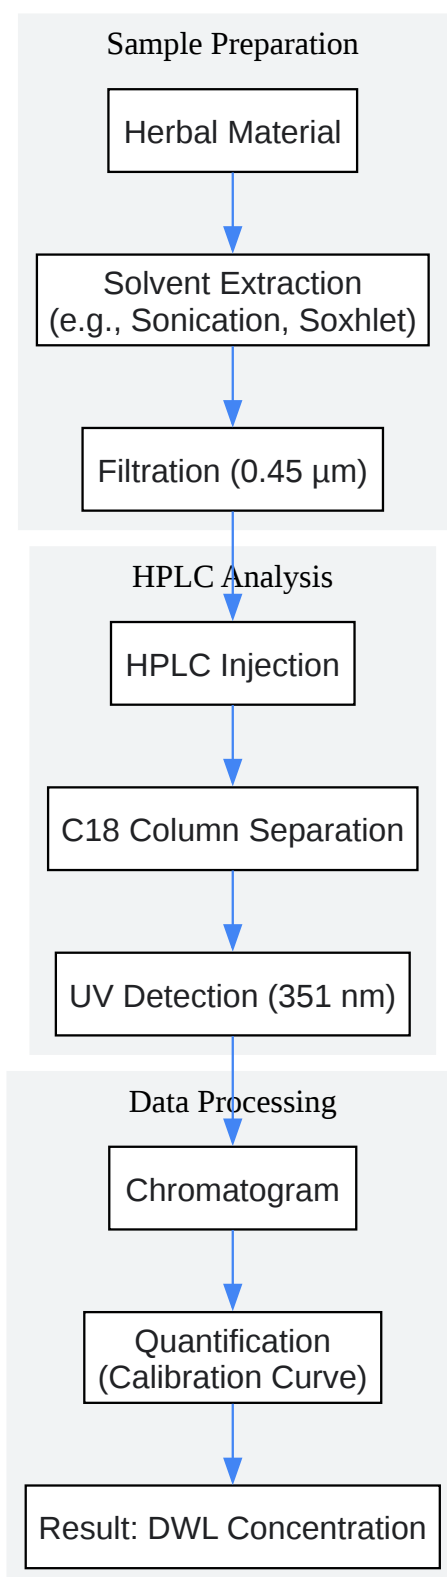 Sample Preparation
Herbal Material
Solvent Extraction
(e.g., Sonication, Soxhlet)
Filtration (0.45 µm)
HPLC Analysis
HPLC Injection
C18 Column Separation
UV Detection (351 nm)
Data Processing
Chromatogram
Quantification
(Calibration Curve)
Result: DWL Concentration